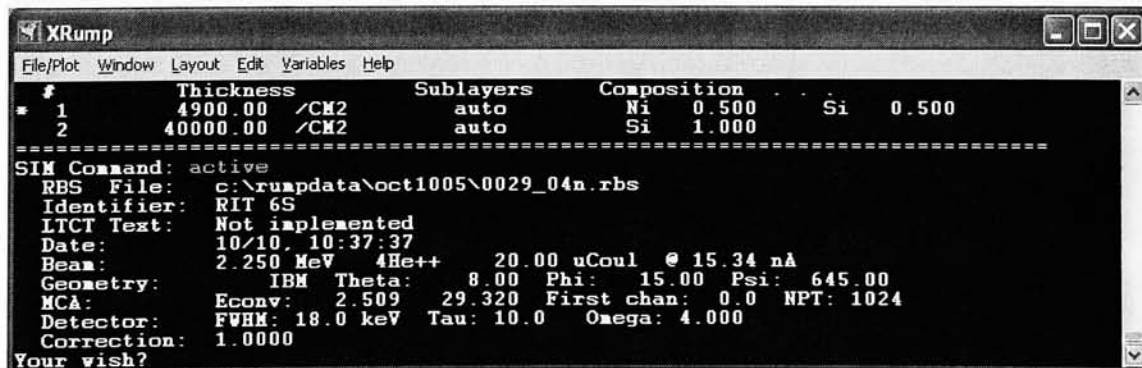 XRump
File/Plot Window Layout Edit Variables Help
# Thickness Sublayers Composition . . .
* 1 4900.00 /CM2 auto Ni 0.500 Si 0.500
2 40000.00 /CM2 auto Si 1.000
================================================================================
SIM Command: active
RBS File: c:\rumpdata\oct1005\0029_04n.rbs
Identifier: RIT 6S
LTCT Text: Not implemented
Date: 10/10, 10:37:37
Beam: 2.250 MeV 4He++ 20.00 uCoul @ 15.34 nA
Geometry: IBM Theta: 8.00 Phi: 15.00 Psi: 645.00
MCA: Econv: 2.509 29.320 First chan: 0.0 NPT: 1024
Detector: FWHM: 18.0 keV Tau: 10.0 Omega: 4.000
Correction: 1.0000
Your wish?